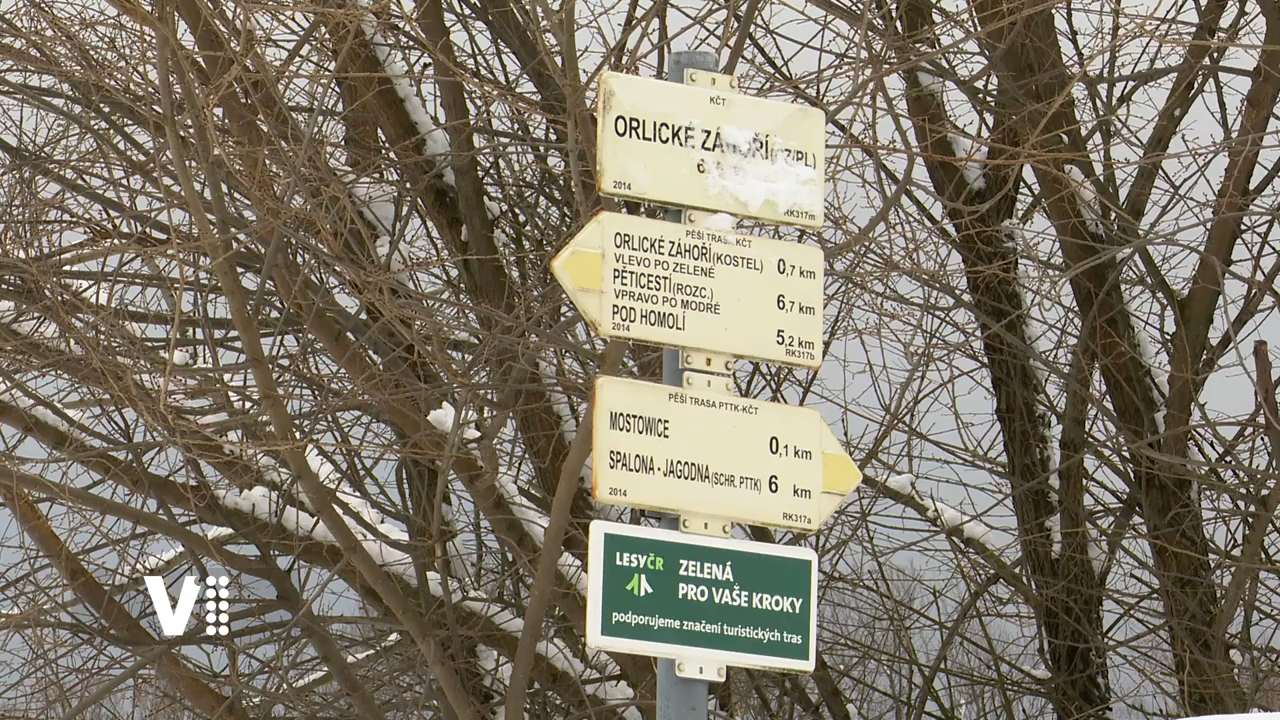 KČT
ORLICKÉ ZÁHOŘÍ(CZ/PL)
2014
RK317m
PĚŠÍ TRASA KČT
ORLICKÉ ZÁHOŘÍ(KOSTEL) 0,7 km
VLEVO PO ZELENÉ
PĚTICESTÍ(ROZC.) 6,7 km
VPRAVO PO MODRÉ
POD HOMOLÍ 5,2 km
2014
RK317b
PĚŠÍ TRASA PTTK-KČT
MOSTOWICE 0,1 km
SPALONA - JAGODNA(SCHR. PTTK) 6 km
2014
RK317a
LESYČR ZELENÁ
PRO VAŠE KROKY
podporujeme značení turistických tras
V